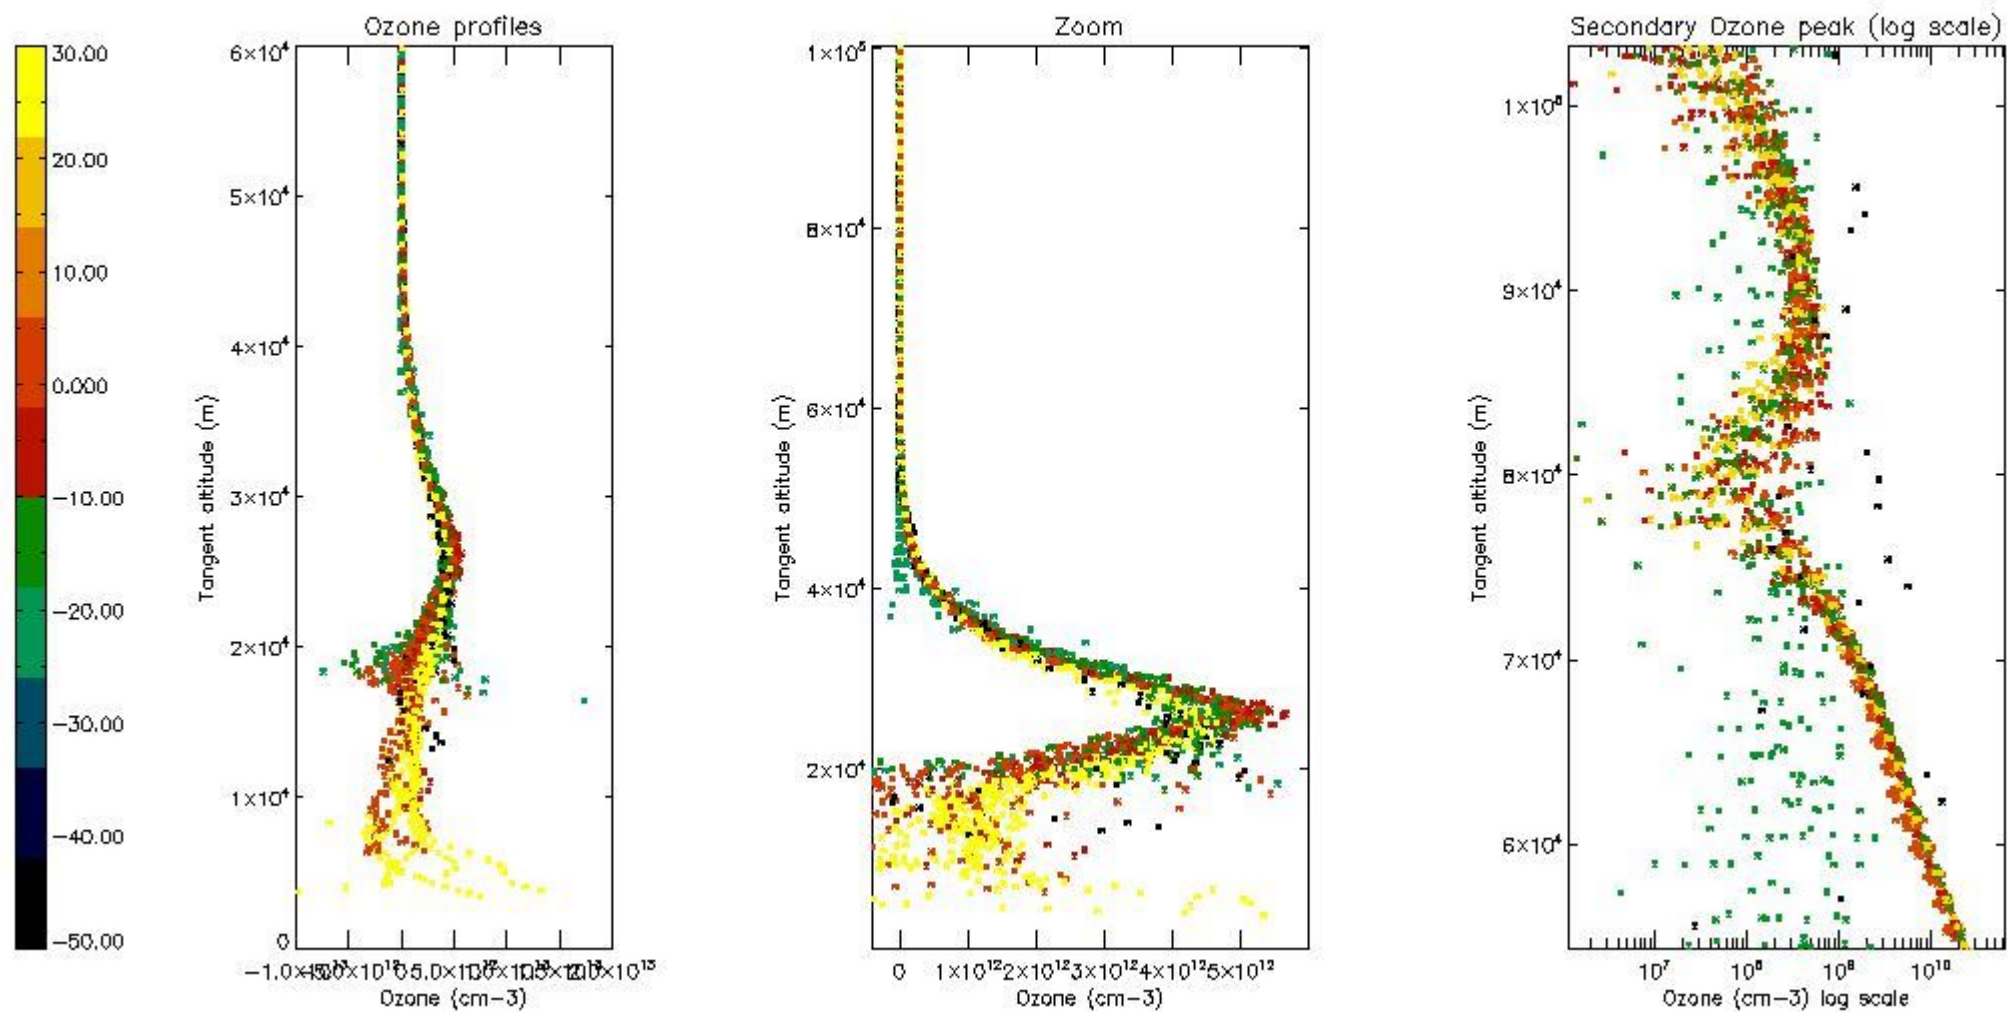 Ozone profiles
Zoom
Secondary Ozone peak (log scale)
30.00
20.00
10.00
0.000
−10.00
−20.00
−30.00
−40.00
−50.00
6×10⁴
5×10⁴
4×10⁴
3×10⁴
2×10⁴
1×10⁴
0
Tangent altitude (m)
Ozone (cm−3)
1×10⁵
8×10⁴
6×10⁴
4×10⁴
2×10⁴
Tangent altitude (m)
0 1×10¹² 2×10¹² 3×10¹² 4×10¹² 5×10¹²
Ozone (cm−3)
9×10⁴
8×10⁴
7×10⁴
6×10⁴
Tangent altitude (m)
10⁷ 10⁸ 10⁹ 10¹⁰
Ozone (cm−3) log scale